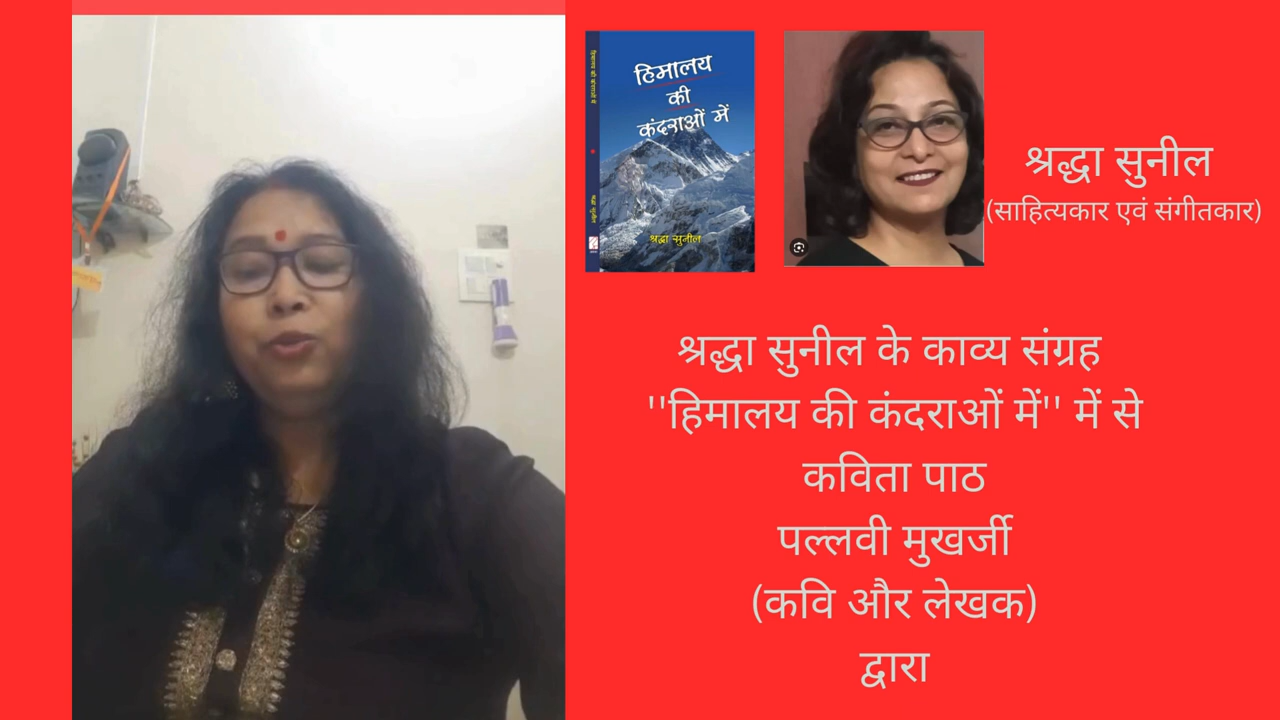 हिमालय
की
कंदराओं में
श्रद्धा सुनील
श्रद्धा सुनील
(साहित्यकार एवं संगीतकार)
श्रद्धा सुनील के काव्य संग्रह
''हिमालय की कंदराओं में'' में से
कविता पाठ
पल्लवी मुखर्जी
(कवि और लेखक)
द्वारा